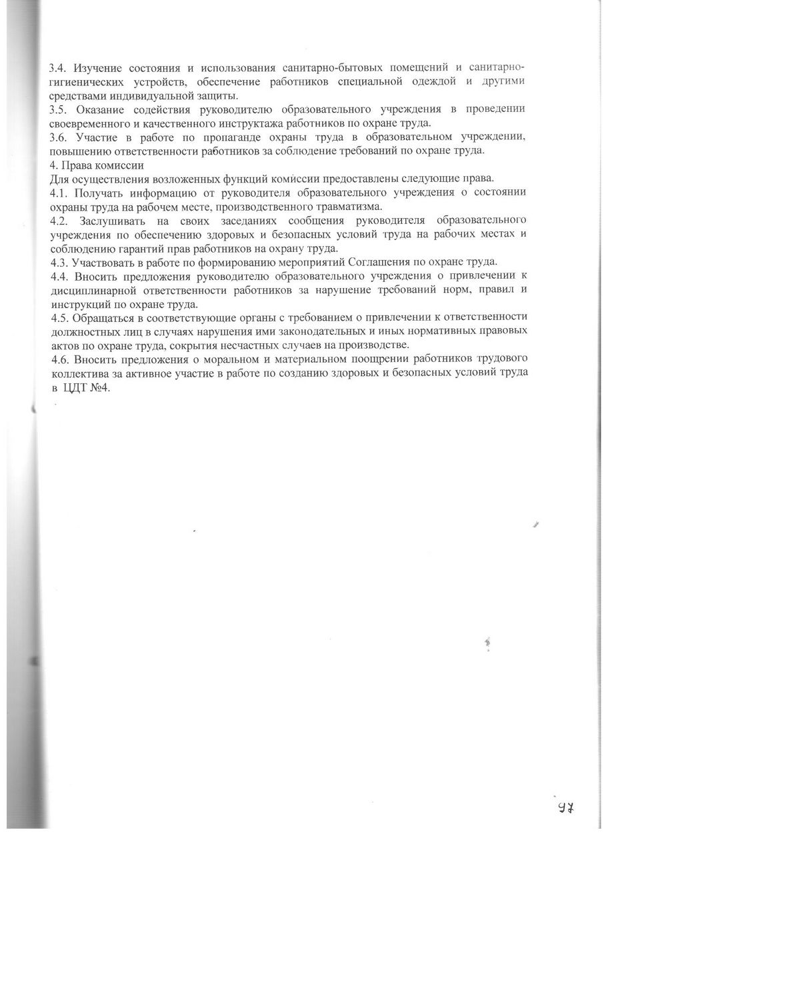 3.4. Изучение состояния и использования санитарно-бытовых помещений и санитарно-
гигиенических устройств, обеспечение работников специальной одеждой и другими
средствами индивидуальной защиты.
3.5. Оказание содействия руководителю образовательного учреждения в проведении
своевременного и качественного инструктажа работников по охране труда.
3.6. Участие в работе по пропаганде охраны труда в образовательном учреждении,
повышению ответственности работников за соблюдение требований по охране труда.
4. Права комиссии
Для осуществления возложенных функций комиссии предоставлены следующие права.
4.1. Получать информацию от руководителя образовательного учреждения о состоянии
охраны труда на рабочем месте, производственного травматизма.
4.2. Заслушивать на своих заседаниях сообщения руководителя образовательного
учреждения по обеспечению здоровых и безопасных условий труда на рабочих местах и
соблюдению гарантий прав работников на охрану труда.
4.3. Участвовать в работе по формированию мероприятий Соглашения по охране труда.
4.4. Вносить предложения руководителю образовательного учреждения о привлечении к
дисциплинарной ответственности работников за нарушение требований норм, правил и
инструкций по охране труда.
4.5. Обращаться в соответствующие органы с требованием о привлечении к ответственности
должностных лиц в случаях нарушения ими законодательных и иных нормативных правовых
актов по охране труда, сокрытия несчастных случаев на производстве.
4.6. Вносить предложения о моральном и материальном поощрении работников трудового
коллектива за активное участие в работе по созданию здоровых и безопасных условий труда
в ЦДТ №4.
97